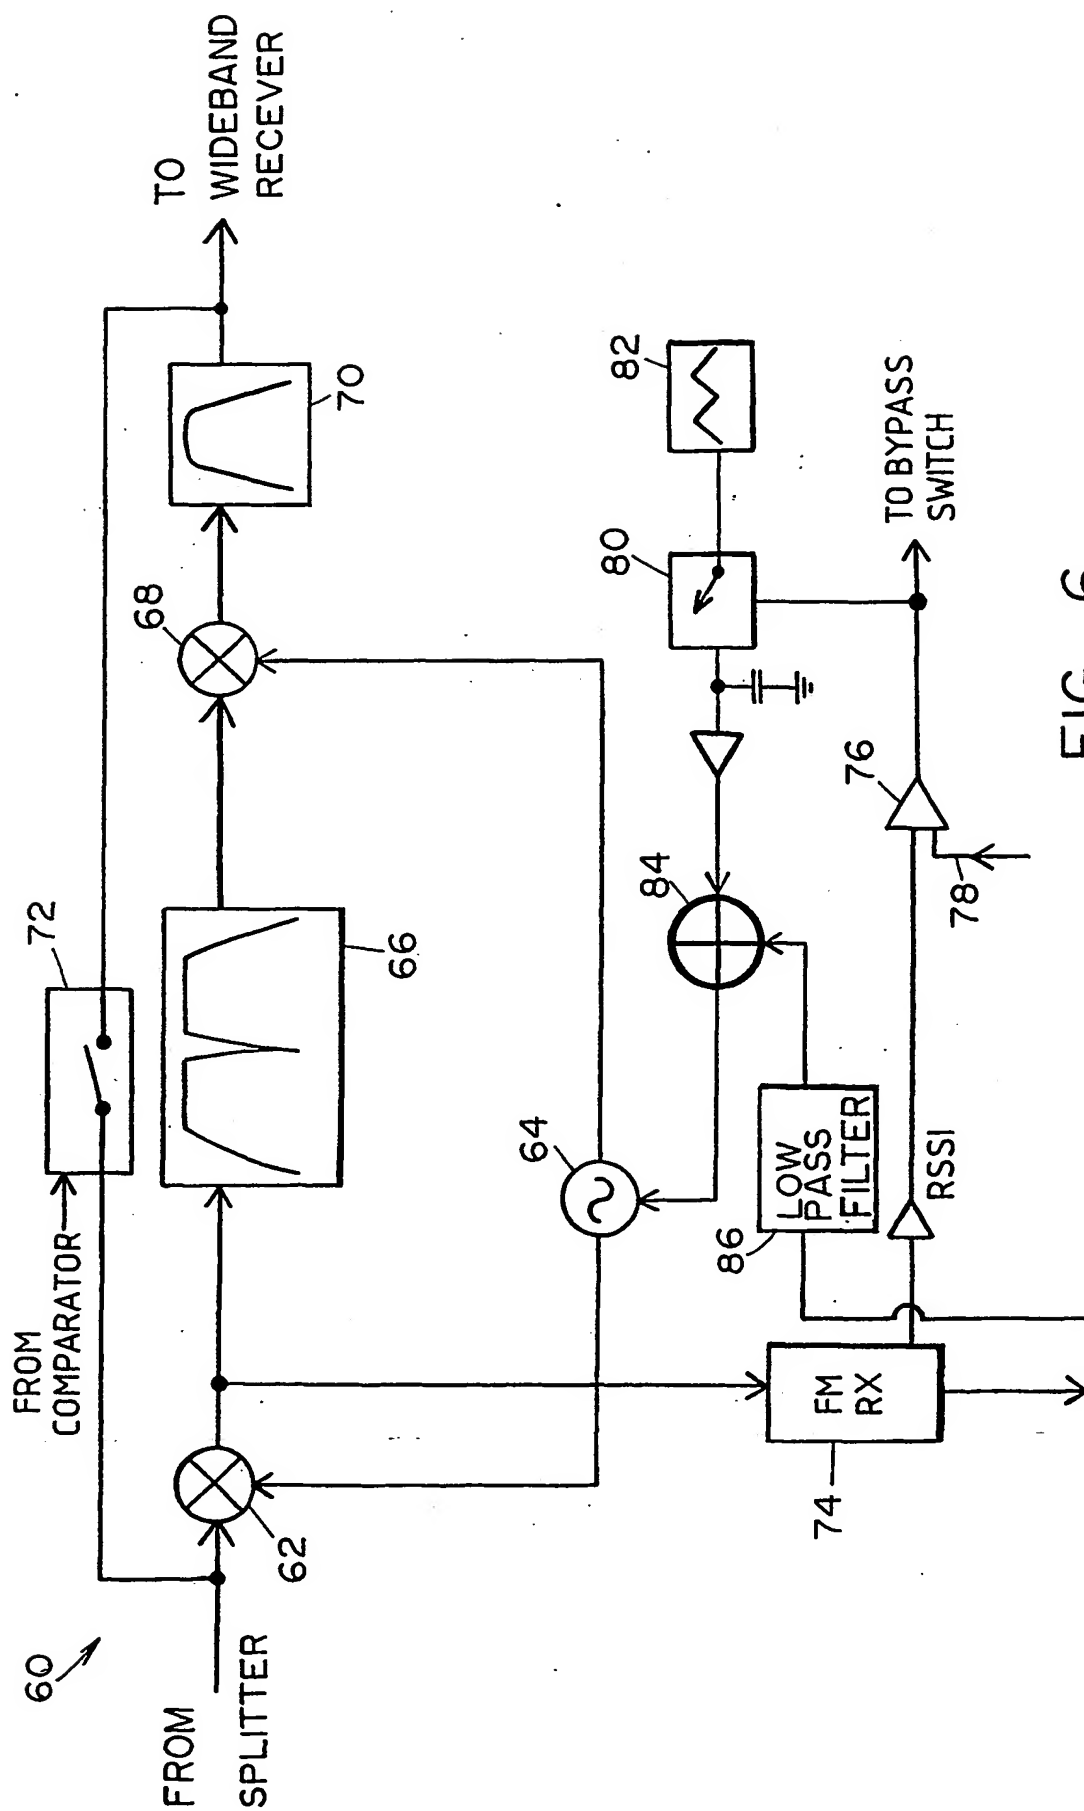 60
FROM
SPLITTER
FROM
COMPARATOR
72
62
66
68
70
TO
WIDEBAND
RECEVER
64
74
FM
RX
86
LOW
PASS
FILTER
84
80
82
RSSI
76
78
TO BYPASS
SWITCH
FIG. 6